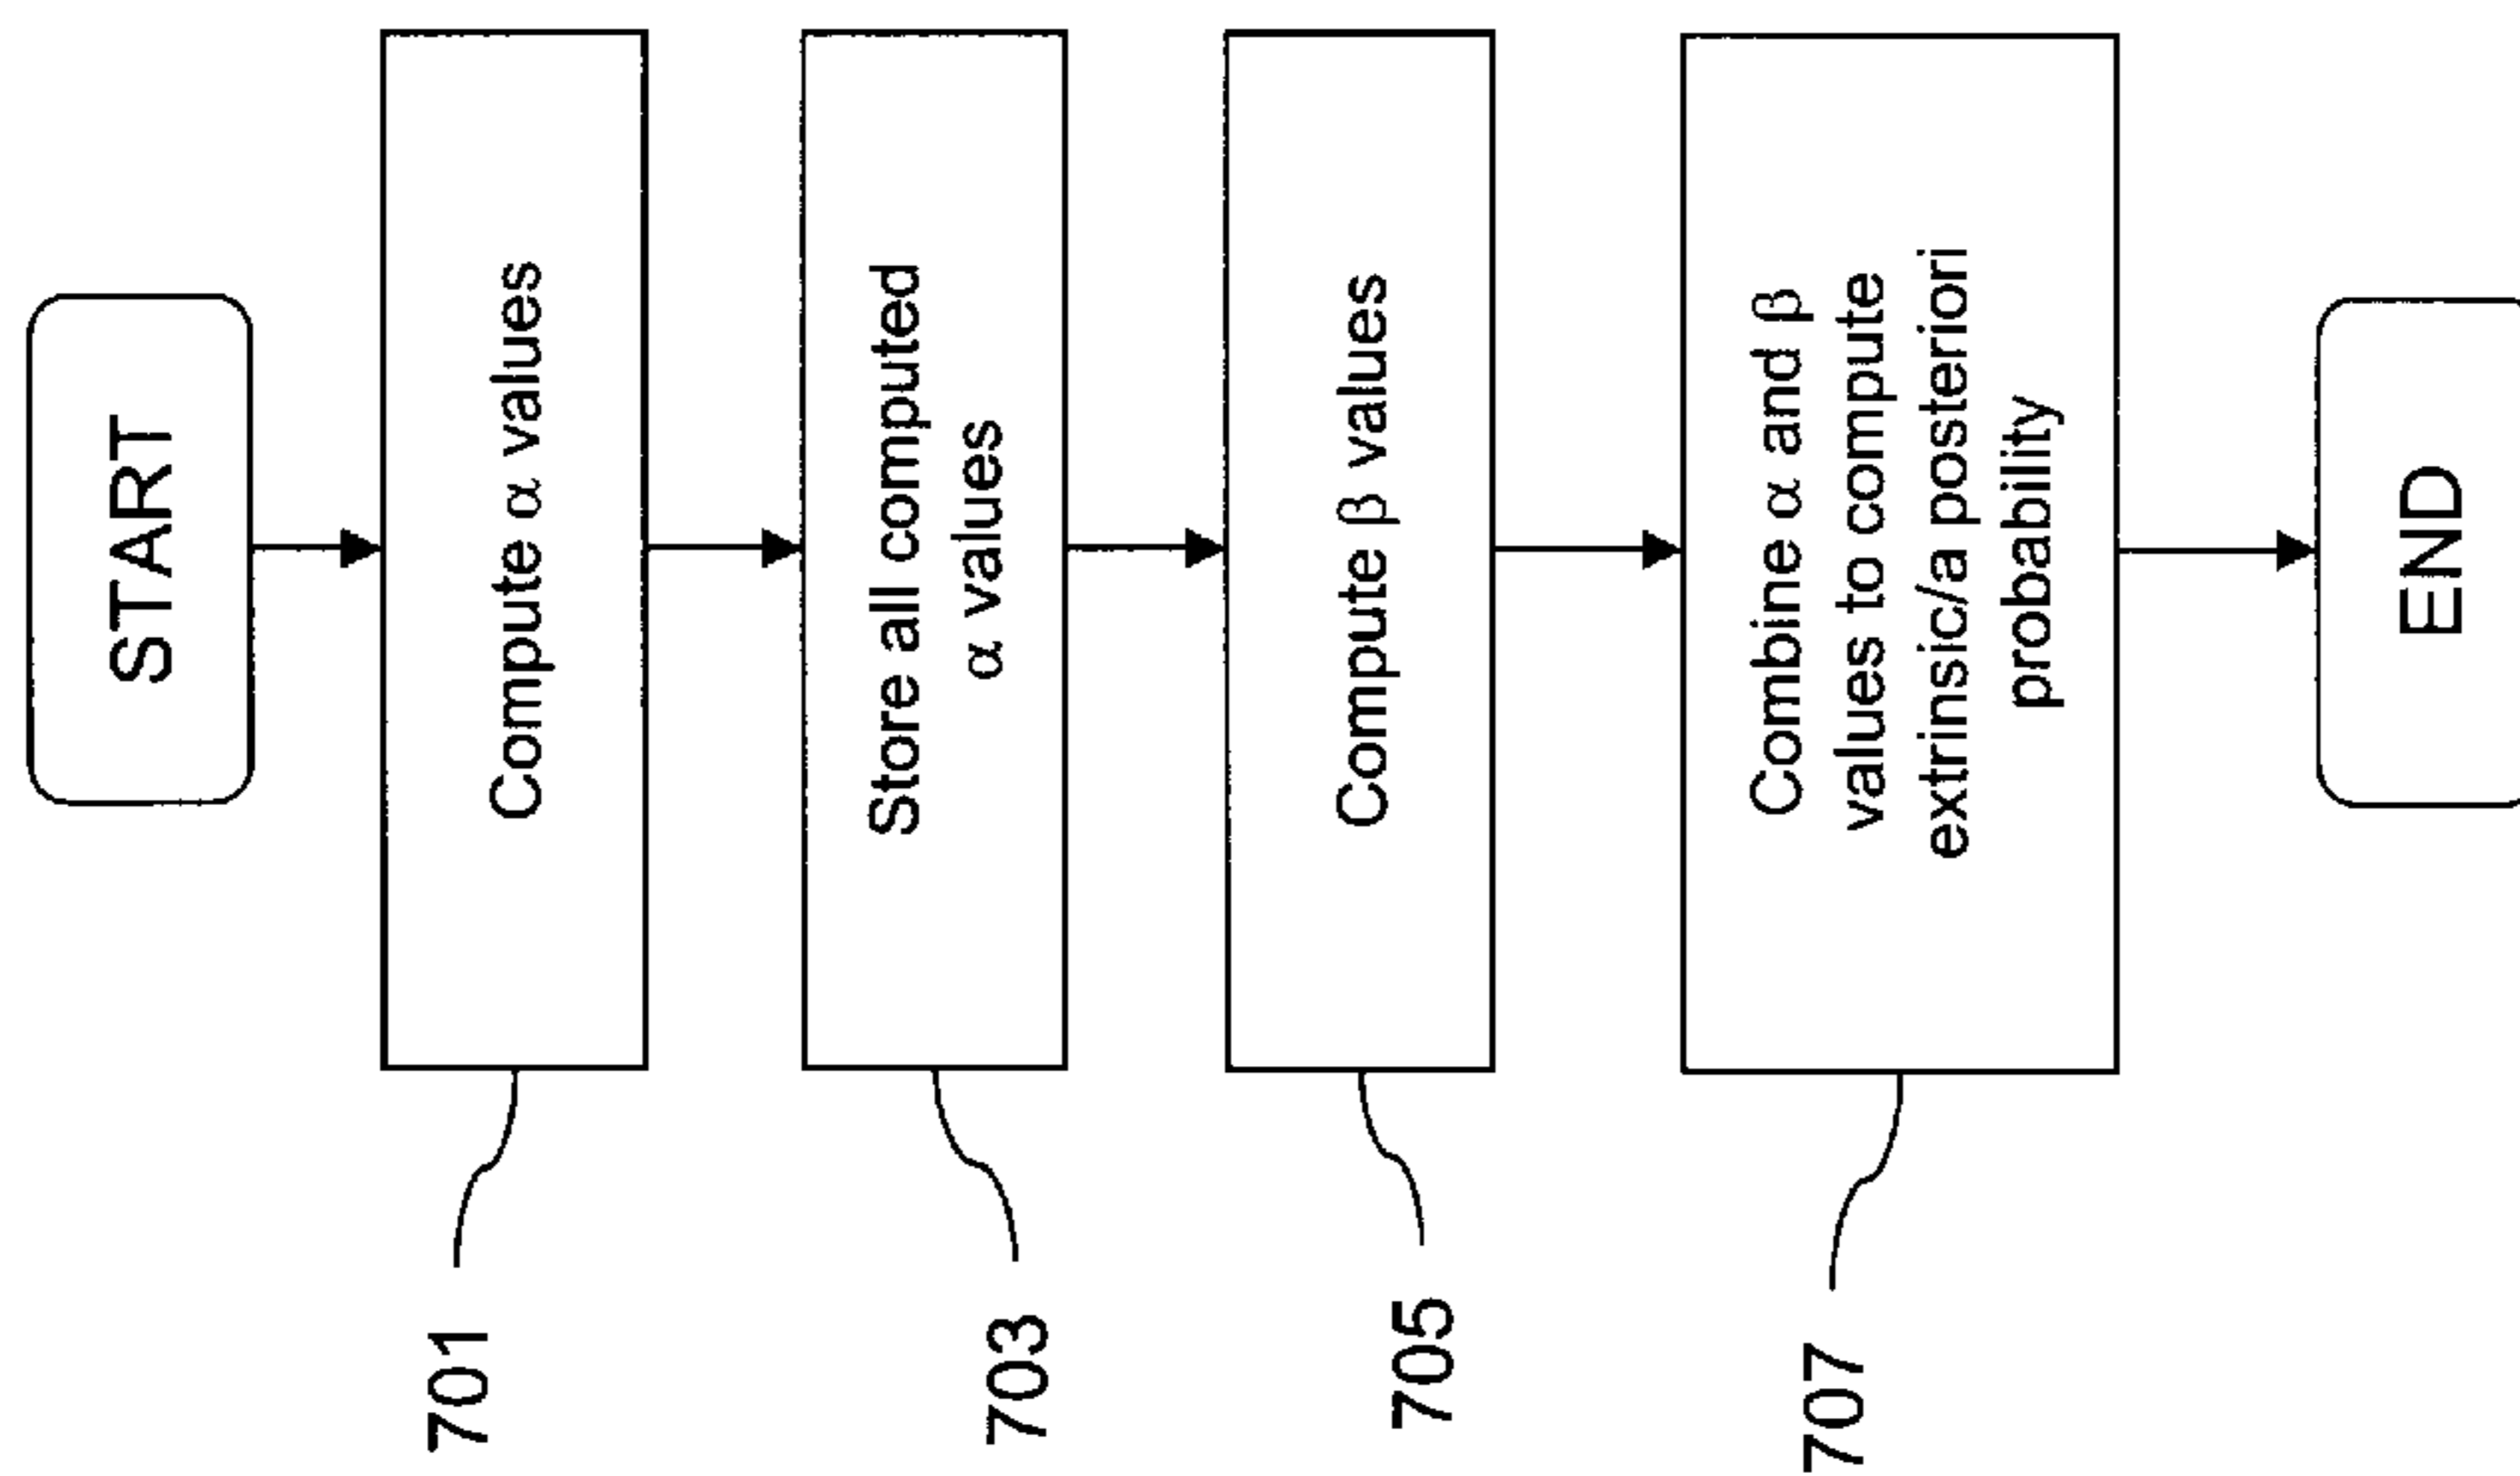 START
701
Compute α values
703
Store all computed
α values
705
Compute β values
707
Combine α and β
values to compute
extrinsic/a posteriori
probability
END